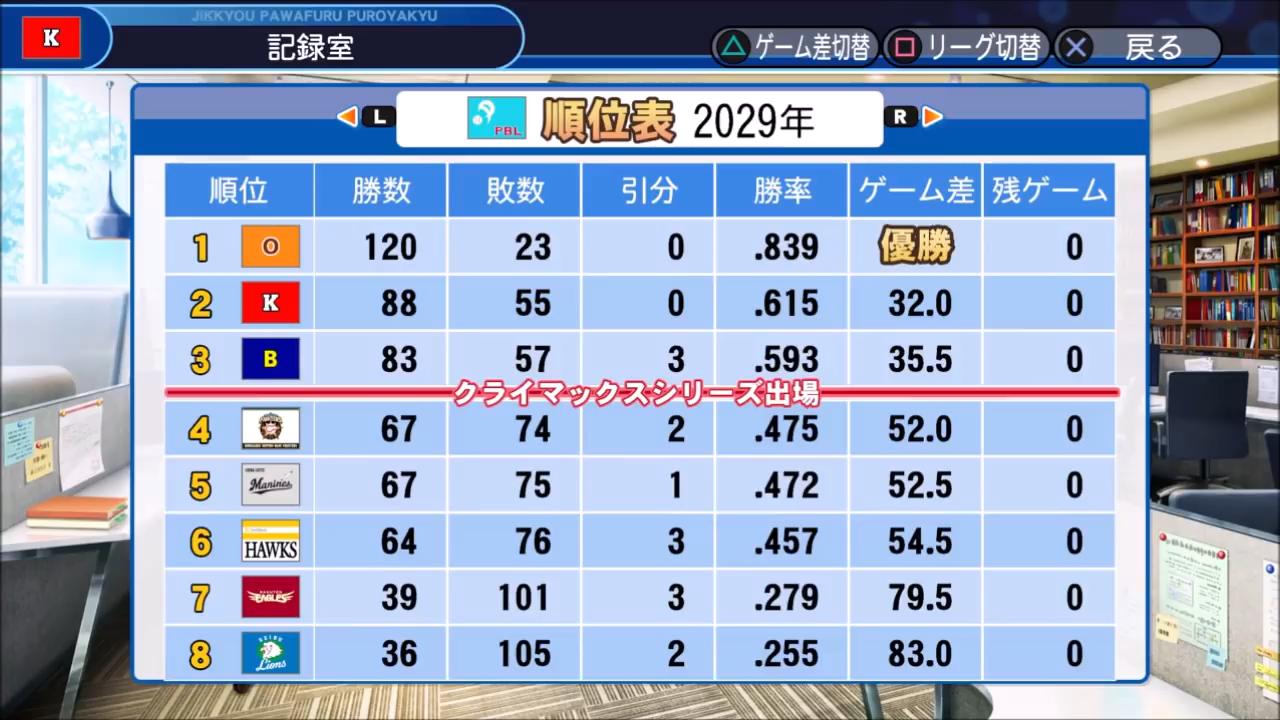 JIKKYOU PAWAFURU PUROYAKYU
K
記録室
ゲーム差切替
リーグ切替
戻る
L
PBL
順位表 2029年
R
順位 勝数 敗数 引分 勝率 ゲーム差 残ゲーム
1 O 120 23 0 .839 優勝 0
2 K 88 55 0 .615 32.0 0
3 B 83 57 3 .593 35.5 0
クライマックスシリーズ出場
4 67 74 2 .475 52.0 0
5 Marines 67 75 1 .472 52.5 0
6 HAWKS 64 76 3 .457 54.5 0
7 EAGLES 39 101 3 .279 79.5 0
8 Lions 36 105 2 .255 83.0 0